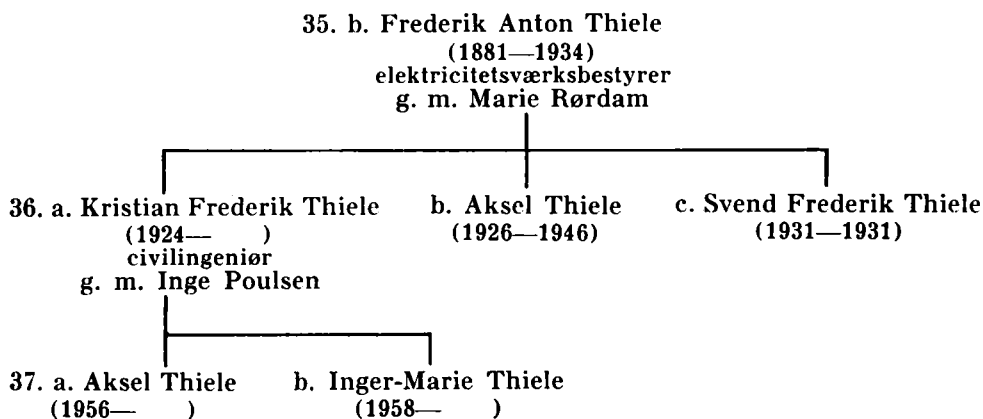 35. b. Frederik Anton Thiele
(1881—1934)
elektricitetsværksbestyrer
g. m. Marie Rørdam
36. a. Kristian Frederik Thiele b. Aksel Thiele c. Svend Frederik Thiele
(1924— ) (1926—1946) (1931—1931)
civilingeniør
g. m. Inge Poulsen
37. a. Aksel Thiele b. Inger-Marie Thiele
(1956— ) (1958— )